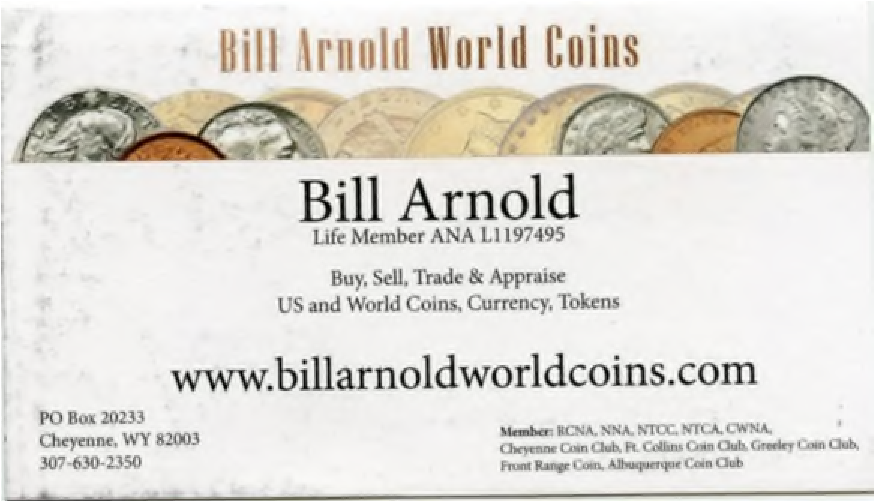 Bill Arnold World Coins
Bill Arnold
Life Member ANA L1197495
Buy, Sell, Trade & Appraise
US and World Coins, Currency, Tokens
www.billarnoldworldcoins.com
PO Box 20233
Cheyenne, WY 82003
307-630-2350
Member: RCNA, NNA, NTCC, NTCA, CWNA,
Cheyenne Coin Club, Ft. Collins Coin Club, Greeley Coin Club,
Front Range Coin, Albuquerque Coin Club